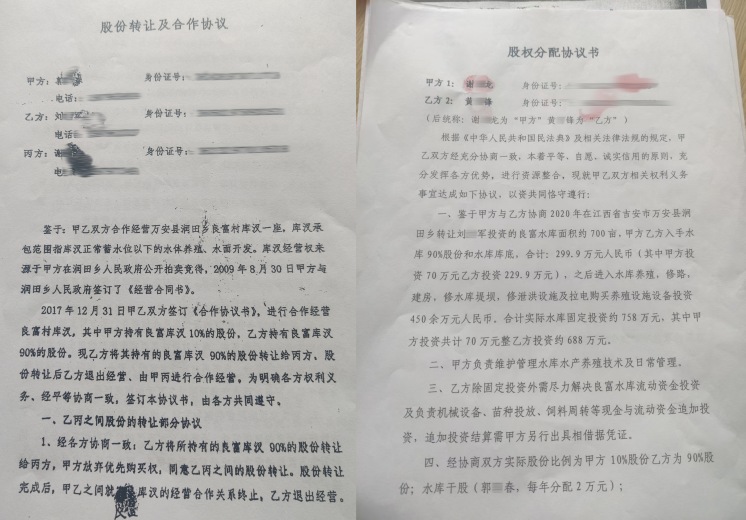 股份转让及合作协议
甲方：
身份证号：
电话：
乙方：刘
身份证号：
电话：
丙方：
身份证号：
电
鉴于：甲乙双方合作经营万安县润田乡良富村库汊一座，库汊承
包范围指库汊正常蓄水位以下的水体养殖、水面开发。库汊经营权来
源于甲方在润田乡人民政府公开拍卖竞得，2009年8月30日甲方与
润田乡人民政府签订了《经营合同书》。
2017年12月31日甲乙双方签订《合作协议书》，进行合作经营
良富村库汊，其中甲方持有良富库汊10%的股份，乙方持有良富库汊
90%的股份。现乙方将其持有的良富库汊90%的股份转让给丙方，股
份转让后乙方退出经营、由甲丙进行合作经营。为明确各方权利义
务、经平等协商一致，签订本协议书，由各方共同遵守。
一、乙丙之间股份的转让部分协议
1、经各方协商一致：乙方将所持有的良富库汊90%的股份转让
给丙方，甲方放弃优先购买权，同意乙丙之间的股份转让。股份转让
完成后，甲乙之间就库汊的经营合作关系终止，乙方退出经营。
股权分配协议书
甲方1：谢 龙
身份证号：
乙方2：黄 锋
身份证号：
（后统称：谢 龙为“甲方”黄 锋为“乙方”）
根据《中华人民共和国民法典》及相关法律法规的规定，甲
乙双方经充分协商一致，本着平等、自愿、诚实信用的原则，充
分发挥各方优势，进行资源整合，现就甲乙双方相关权利义务
事宜达成如下协议，以资共同恪守遵行：
一、鉴于甲方与乙方协商2020年在江西省吉安市万安县润
田乡转让刘 军投资的良富水库面积约700亩，甲方乙方入手水
库90%股份和水库库底，合计：299.9万元人民币（其中甲方投
资70万元乙方投资229.9万元），之后进入水库养殖，修路，
建房，修水库堤坝，修泄洪设施及拉电购买养殖设施设备投资
450余万元人民币。合计实际水库固定投资约758万元，其中甲
方投资共计70万元整乙方投资约688万元。
二、甲方负责维护管理水库水产养殖技术及日常管理。
三、乙方除固定投资外需尽力解决良富水库流动资金投资
及负责机械设备、苗种投放、饲料周转等现金与流动资金追加投
资，追加投资结算需甲方另行出具相借据凭证。
四、经协商双方实际股份比例为甲方10%股份乙方为90%股
份；水库干股（郭 春，每年分配2万元）；